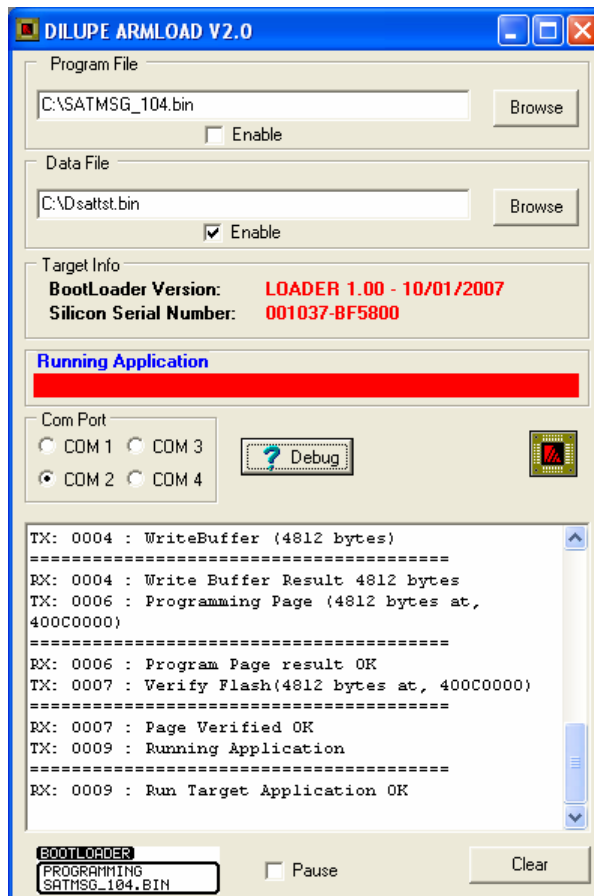 DILUPE ARMLOAD V2.0
Program File
C:\SATMSG_104.bin
Browse
Enable
Data File
C:\Dsattst.bin
Browse
Enable
Target Info
BootLoader Version: LOADER 1.00 - 10/01/2007
Silicon Serial Number: 001037-BF5800
Running Application
Com Port
COM 1 COM 3
? Debug
COM 2 COM 4
TX: 0004 : WriteBuffer (4812 bytes)
========================================
RX: 0004 : Write Buffer Result 4812 bytes
TX: 0006 : Programming Page (4812 bytes at,
400C0000)
========================================
RX: 0006 : Program Page result OK
TX: 0007 : Verify Flash(4812 bytes at, 400C0000)
========================================
RX: 0007 : Page Verified OK
TX: 0009 : Running Application
========================================
RX: 0009 : Run Target Application OK
BOOTLOADER
PROGRAMMING
SATMSG_104.BIN
Pause
Clear